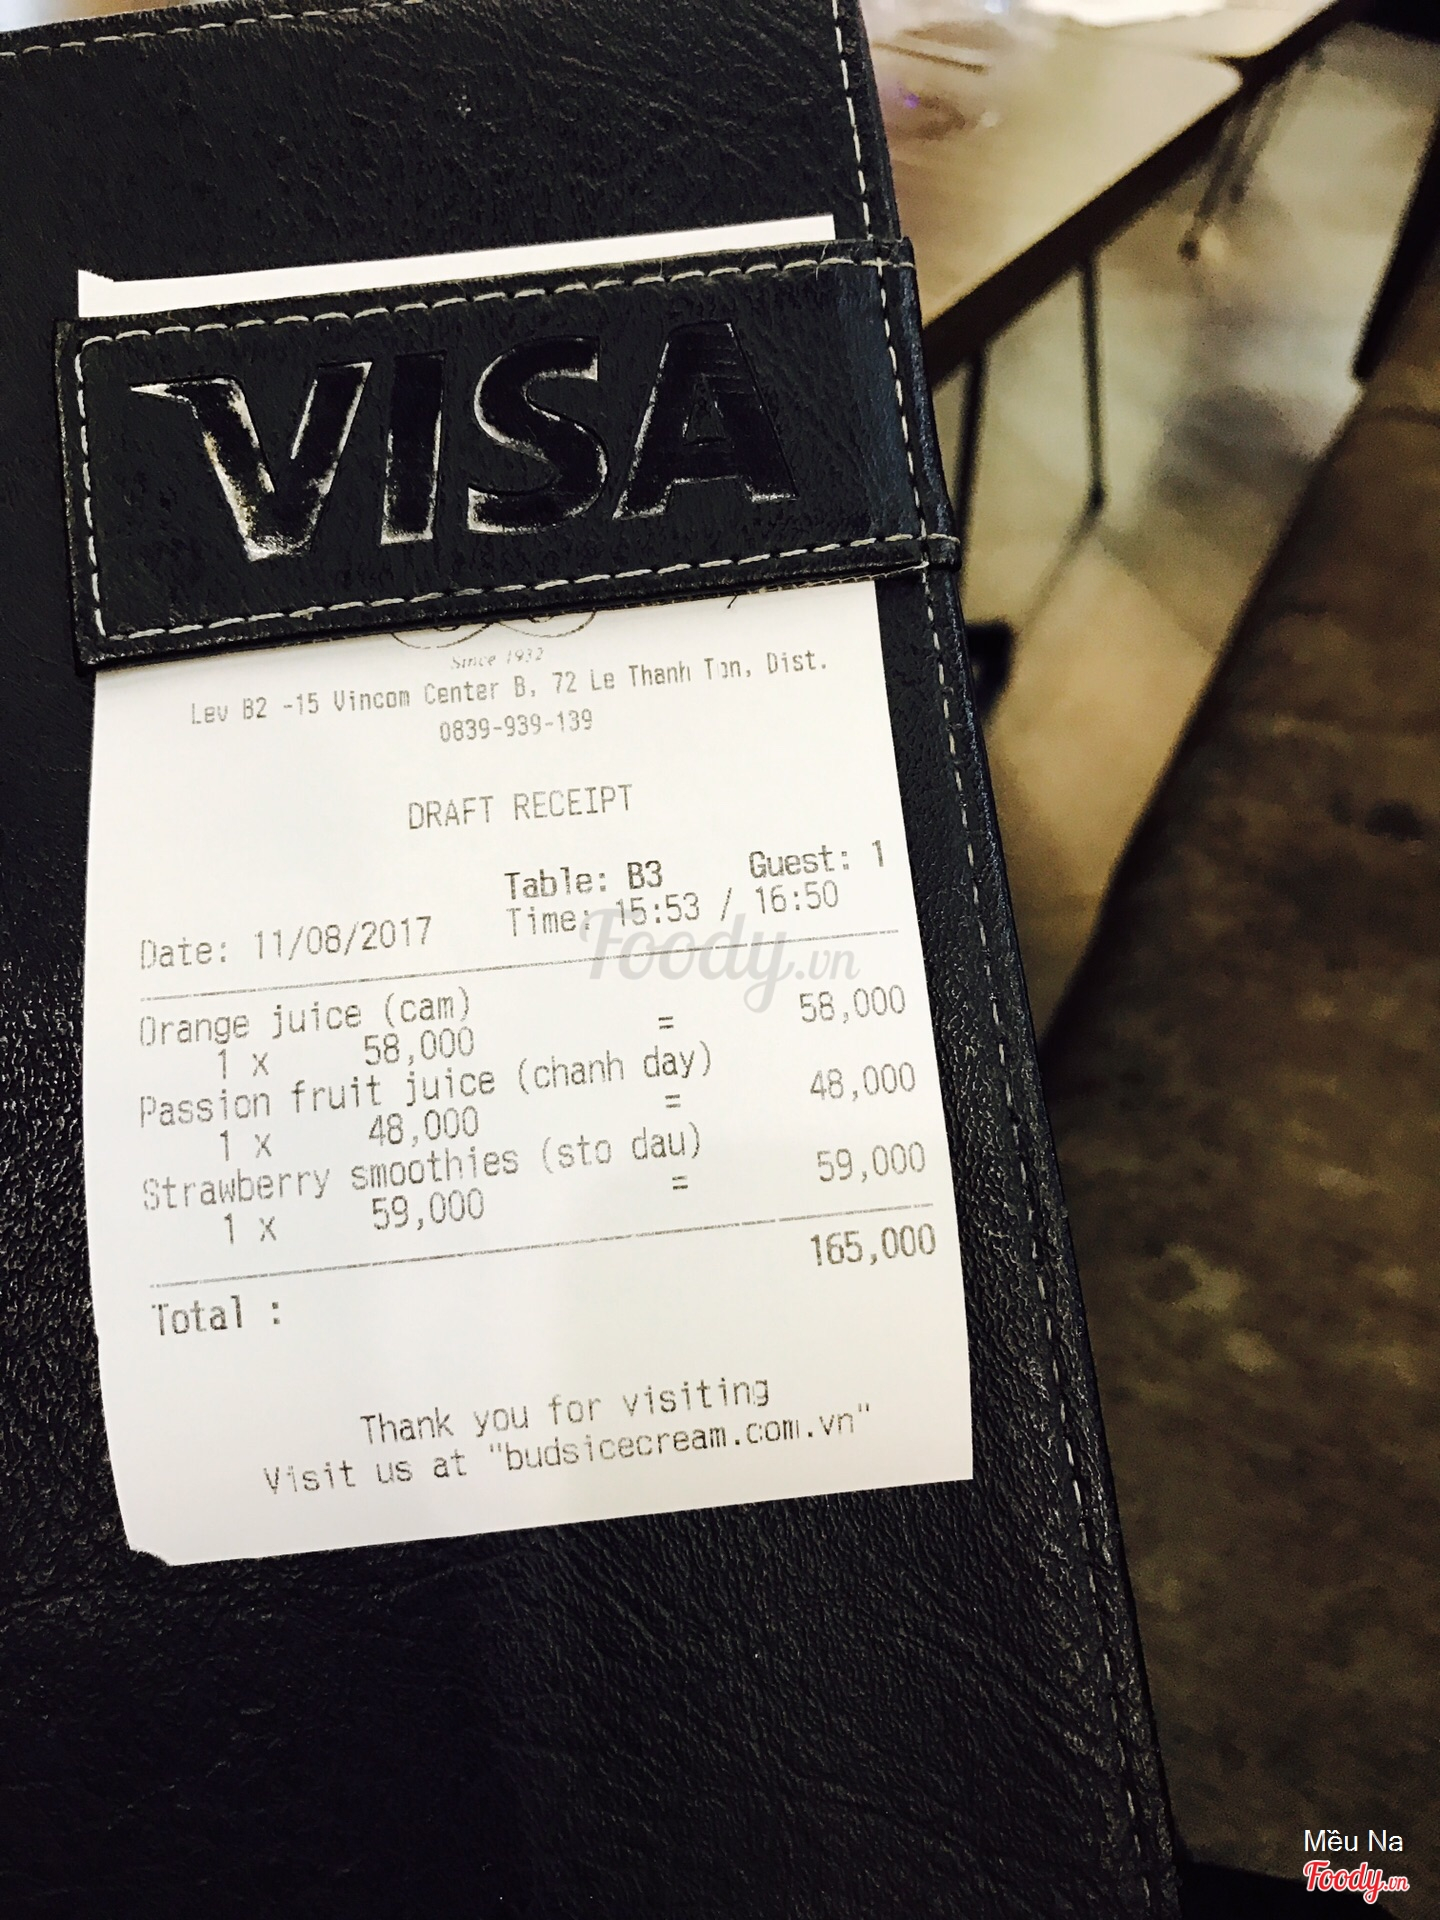 VISA
Since 1932
Lev B2 -15 Vincom Center B, 72 Le Thanh Ton, Dist.
0839-939-139
DRAFT RECEIPT
Table: B3 Guest: 1
Date: 11/08/2017 Time: 15:53 / 16:50
Foody.vn
Orange juice (cam)
1 x 58,000 = 58,000
Passion fruit juice (chanh day)
1 x 48,000 = 48,000
Strawberry smoothies (sto dau)
1 x 59,000 = 59,000
Total : 165,000
Thank you for visiting
Visit us at "budsicecream.com.vn"
Mều Na
Foody.vn